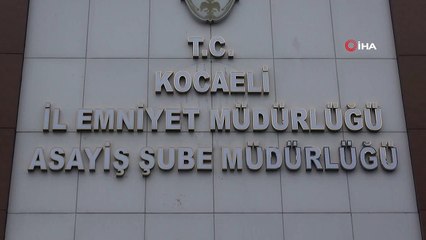 İHA
T.C.
KOCAELİ
İL EMNİYET MÜDÜRLÜĞÜ
ASAYİŞ ŞUBE MÜDÜRLÜĞÜ